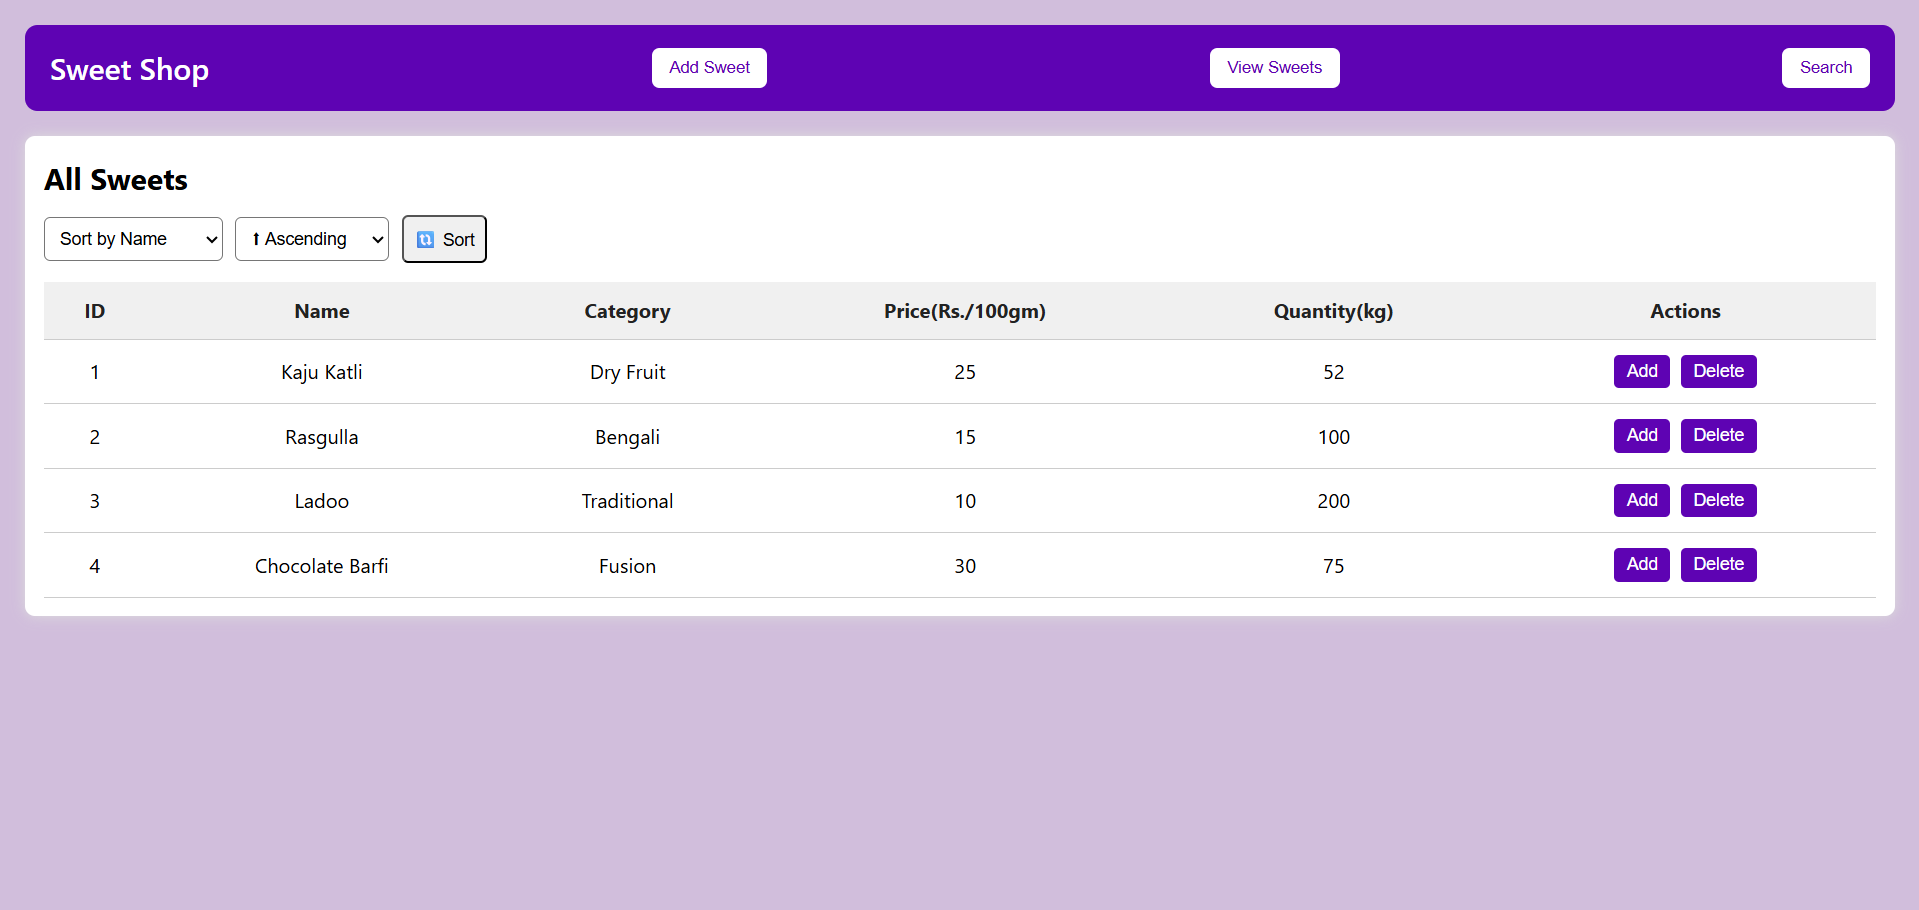 Sweet Shop Add Sweet View Sweets Search
All Sweets
Sort by Name ⭡ Ascending 🔃 Sort
ID Name Category Price(Rs./100gm) Quantity(kg) Actions
1 Kaju Katli Dry Fruit 25 52 Add Delete
2 Rasgulla Bengali 15 100 Add Delete
3 Ladoo Traditional 10 200 Add Delete
4 Chocolate Barfi Fusion 30 75 Add Delete